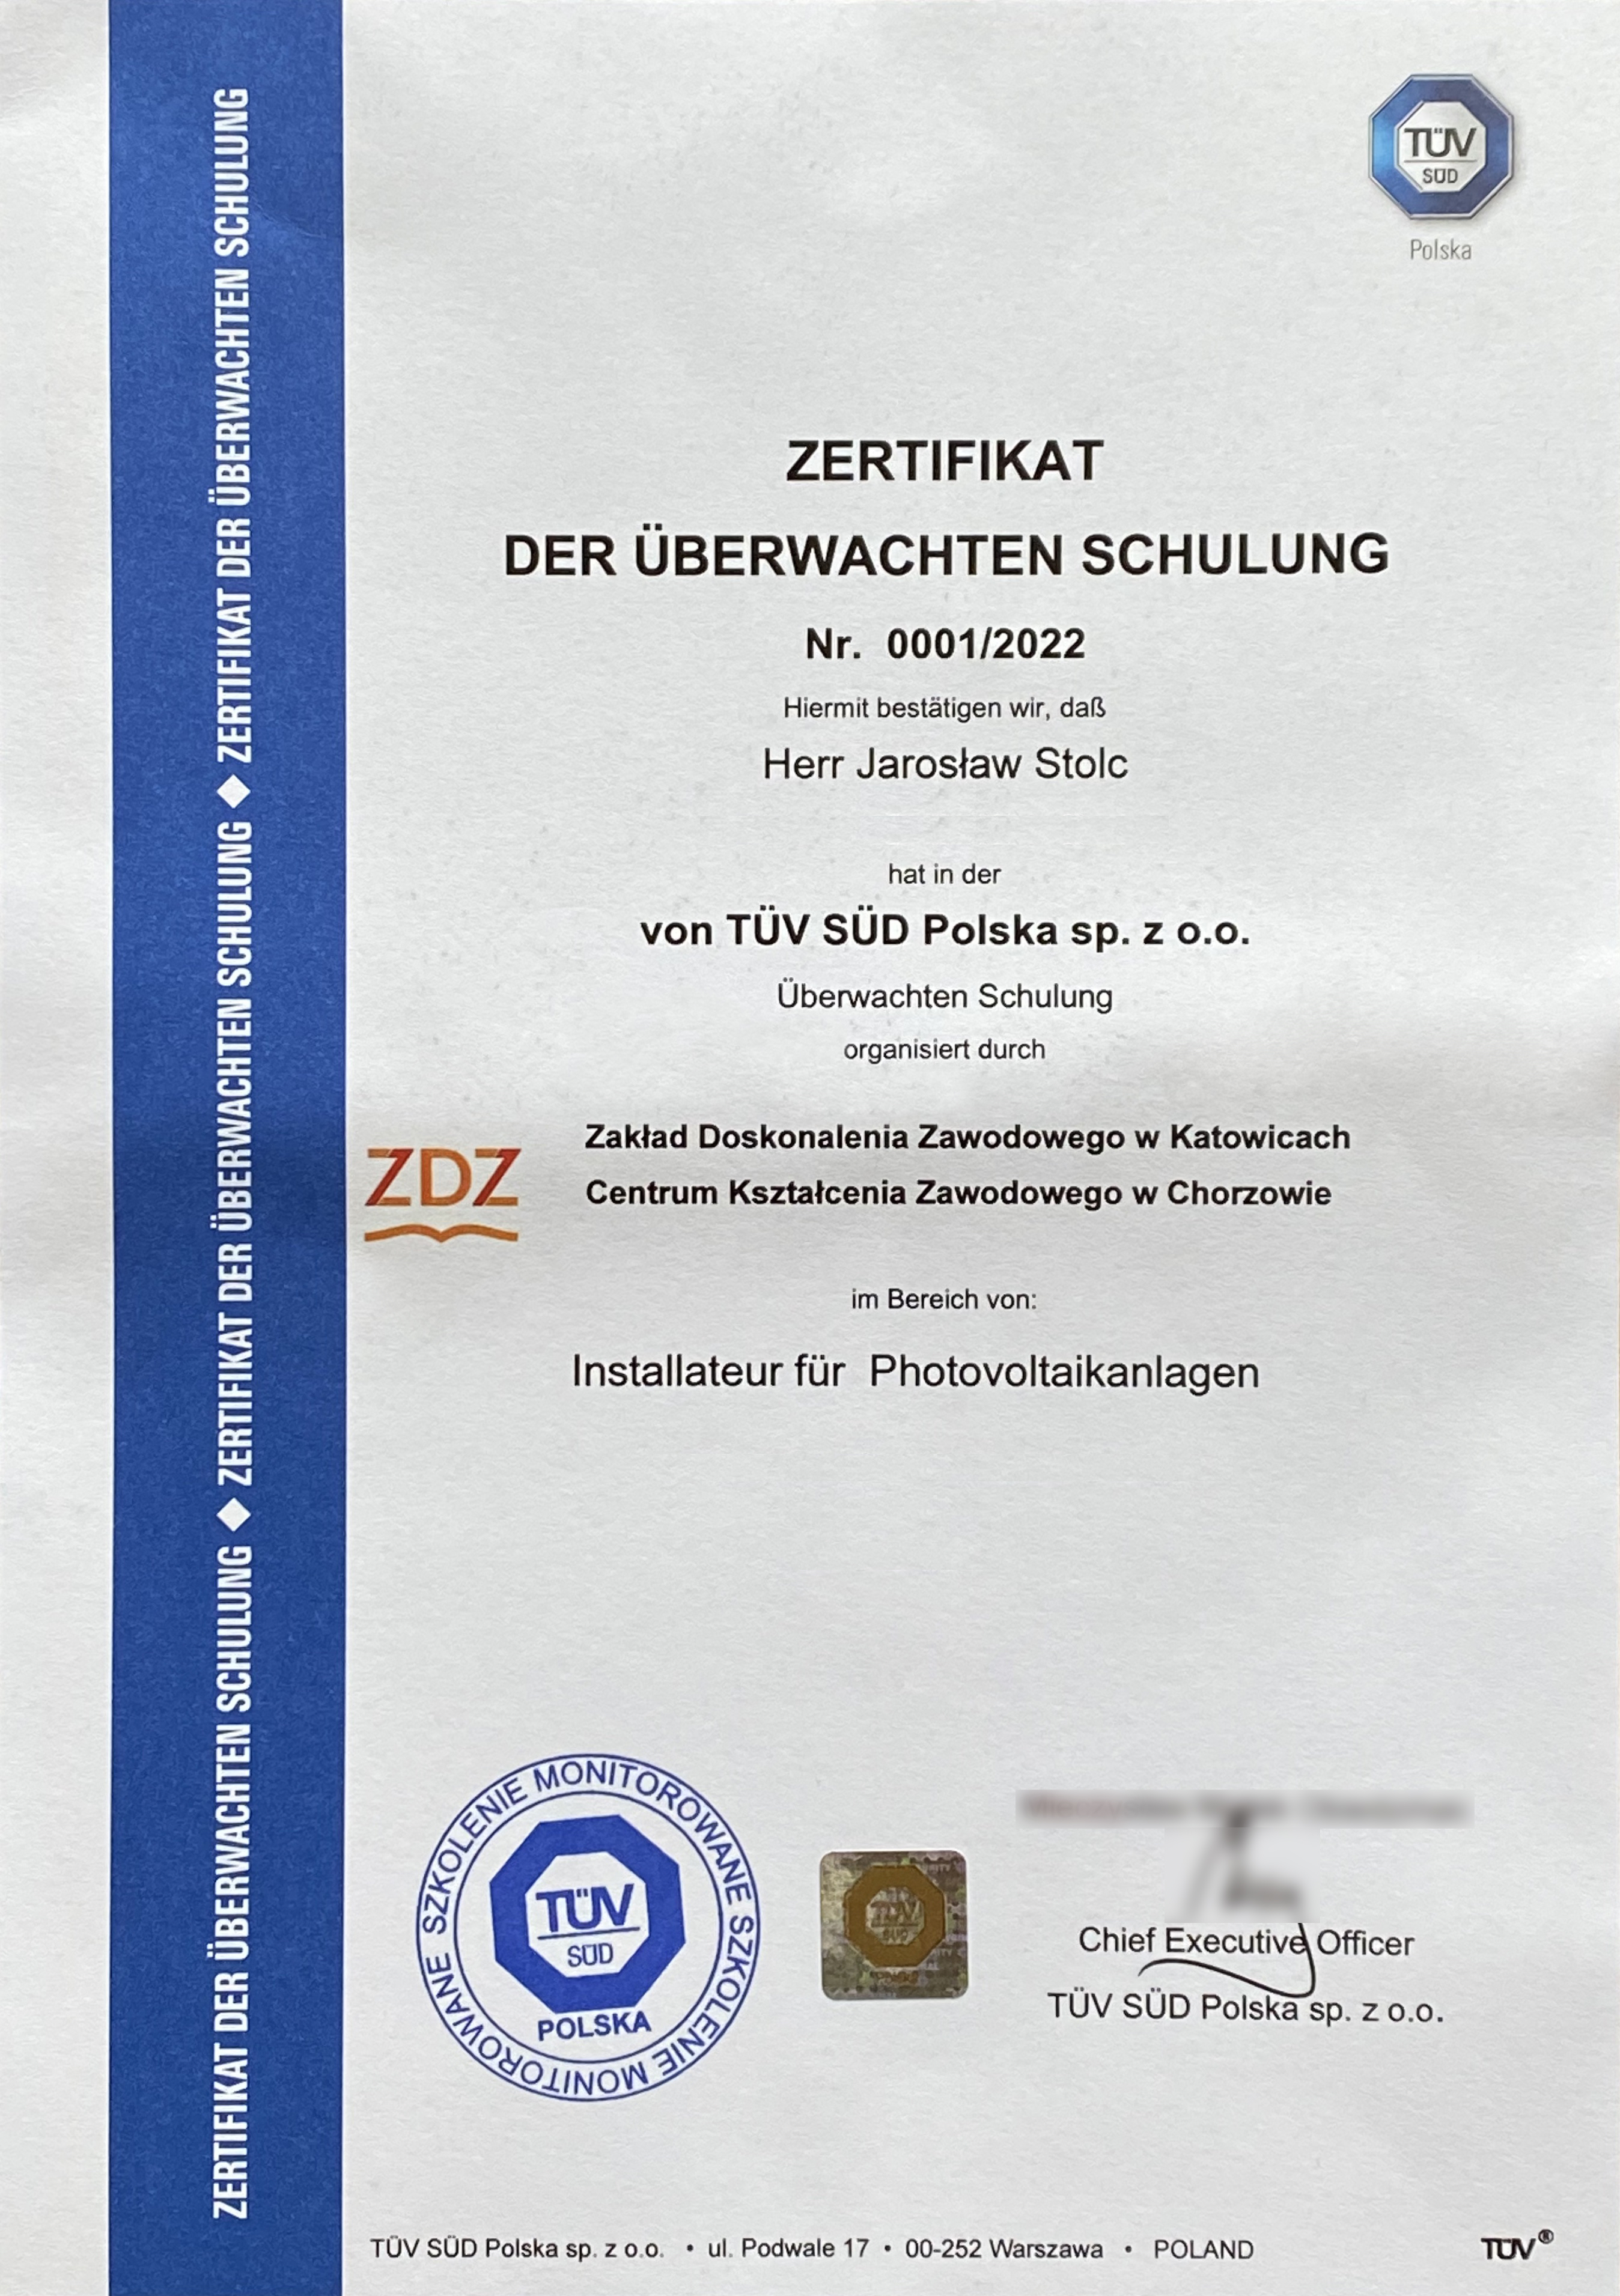 ZERTIFIKAT DER ÜBERWACHTEN SCHULUNG ◆ ZERTIFIKAT DER ÜBERWACHTEN SCHULUNG ◆ ZERTIFIKAT DER ÜBERWACHTEN SCHULUNG
TÜV
SÜD
Polska
ZERTIFIKAT
DER ÜBERWACHTEN SCHULUNG
Nr. 0001/2022
Hiermit bestätigen wir, daß
Herr Jarosław Stolc
hat in der
von TÜV SÜD Polska sp. z o.o.
Überwachten Schulung
organisiert durch
ZDZ
Zakład Doskonalenia Zawodowego w Katowicach
Centrum Kształcenia Zawodowego w Chorzowie
im Bereich von:
Installateur für Photovoltaikanlagen
SZKOLENIE MONITOROWANE SZKOLENIE MONITOROWANE
TÜV
SÜD
POLSKA
TÜV
SÜD
Chief Executive Officer
TÜV SÜD Polska sp. z o.o.
TÜV SÜD Polska sp. z o.o. • ul. Podwale 17 • 00-252 Warszawa • POLAND
TÜV®